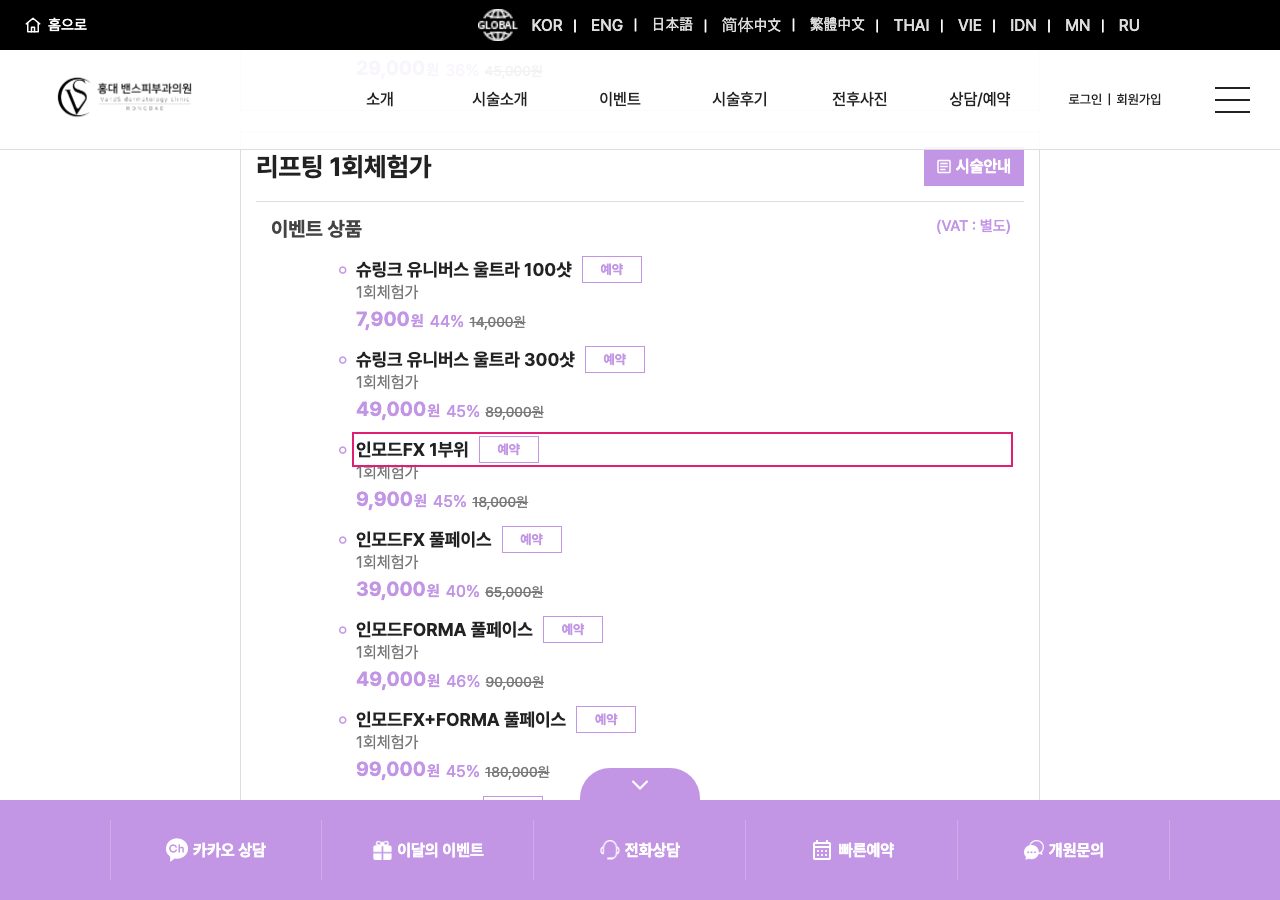 홈으로
GLOBAL
KOR | ENG | 日本語 | 简体中文 | 繁體中文 | THAI | VIE | IDN | MN | RU
29,000원 36% 45,000원
홍대 밴스피부과의원
VandS dermatology clinic
HONGDAE
소개 시술소개 이벤트 시술후기 전후사진 상담/예약 로그인 | 회원가입
리프팅 1회체험가 시술안내
이벤트 상품 (VAT : 별도)
슈링크 유니버스 울트라 100샷 예약
1회체험가
7,900원 44% 14,000원
슈링크 유니버스 울트라 300샷 예약
1회체험가
49,000원 45% 89,000원
인모드FX 1부위 예약
1회체험가
9,900원 45% 18,000원
인모드FX 풀페이스 예약
1회체험가
39,000원 40% 65,000원
인모드FORMA 풀페이스 예약
1회체험가
49,000원 46% 90,000원
인모드FX+FORMA 풀페이스 예약
1회체험가
99,000원 45% 180,000원
Ch 카카오 상담 이달의 이벤트 전화상담 빠른예약 개원문의